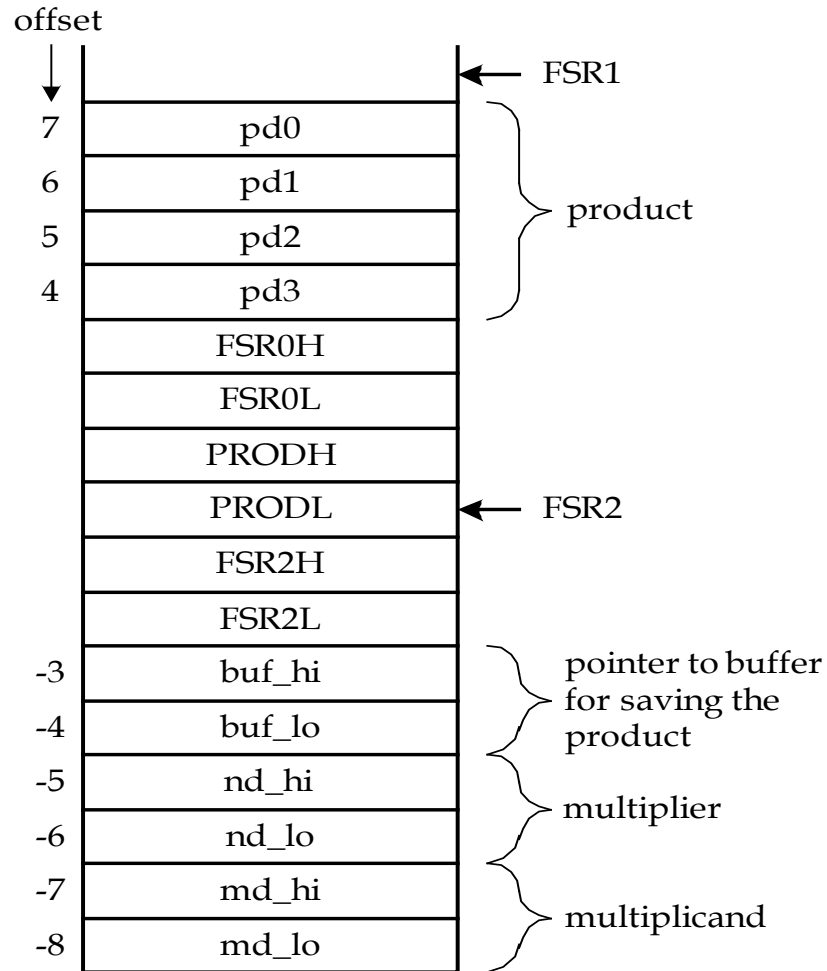 offset
FSR1
7 pd0
6 pd1
product
5 pd2
4 pd3
FSR0H
FSR0L
PRODH
PRODL FSR2
FSR2H
FSR2L
-3 buf_hi
pointer to buffer
for saving the
product
-4 buf_lo
-5 nd_hi
multiplier
-6 nd_lo
-7 md_hi
multiplicand
-8 md_lo